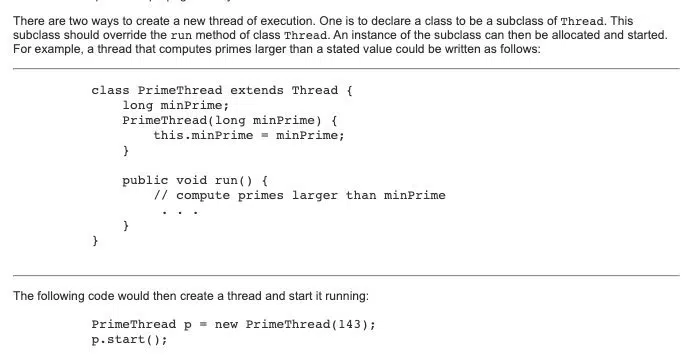 There are two ways to create a new thread of execution. One is to declare a class to be a subclass of Thread. This
subclass should override the run method of class Thread. An instance of the subclass can then be allocated and started.
For example, a thread that computes primes larger than a stated value could be written as follows:
class PrimeThread extends Thread {
long minPrime;
PrimeThread(long minPrime) {
this.minPrime = minPrime;
}
public void run() {
// compute primes larger than minPrime
. . .
}
}
The following code would then create a thread and start it running:
PrimeThread p = new PrimeThread(143);
p.start();